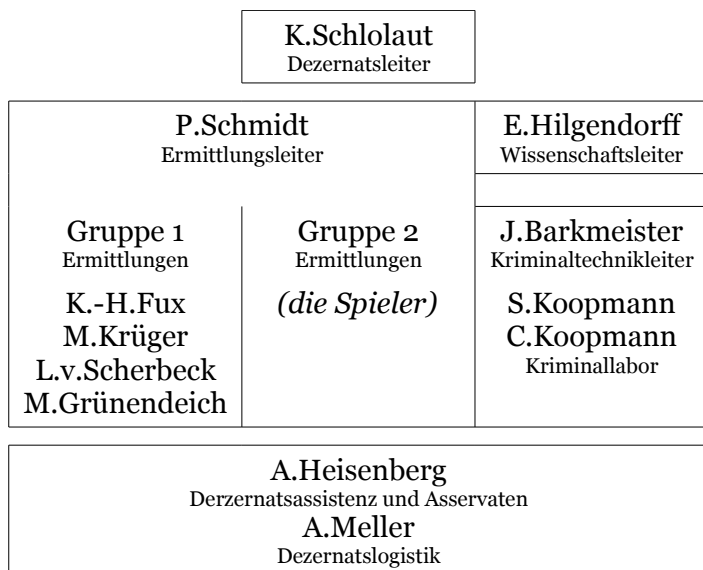 K.Schlolaut
Dezernatsleiter
P.Schmidt
Ermittlungsleiter
E.Hilgendorff
Wissenschaftsleiter
Gruppe 1
Ermittlungen
K.-H.Fux
M.Krüger
L.v.Scherbeck
M.Grünendeich
Gruppe 2
Ermittlungen
(die Spieler)
J.Barkmeister
Kriminaltechnikleiter
S.Koopmann
C.Koopmann
Kriminallabor
A.Heisenberg
Derzernatsassistenz und Asservaten
A.Meller
Dezernatslogistik